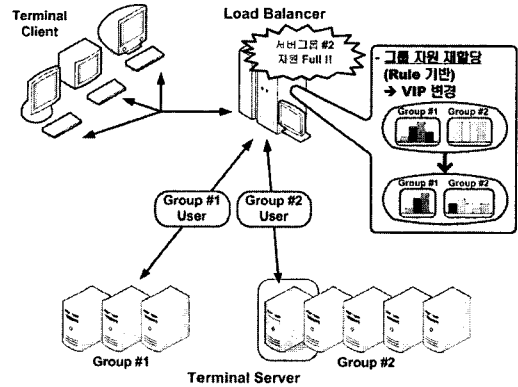 Terminal
Client
Load Balancer
서버그룹 #2
자원 Full !!
- 그룹 자원 재할당
(Rule 기반)
→ VIP 변경
Group #1 Group #2
Group #1 Group #2
Group #1
User
Group #2
User
Group #1
Group #2
Terminal Server